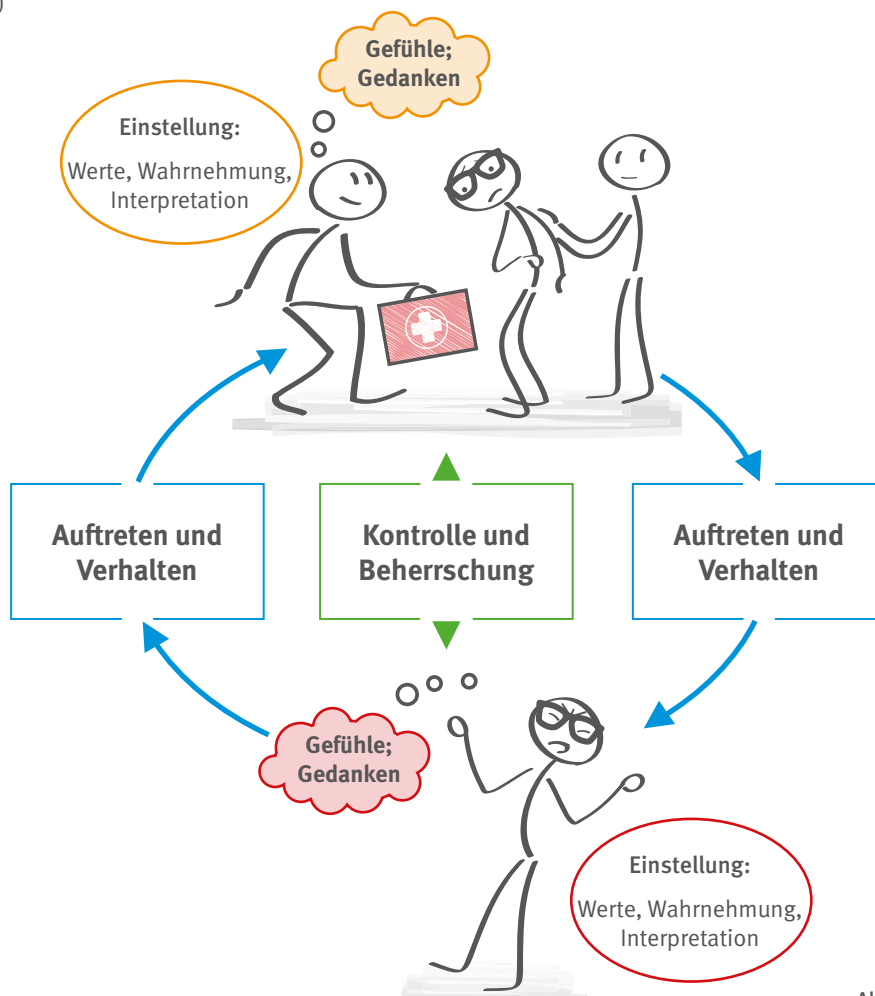 )
Gefühle;
Gedanken
Einstellung:
Werte, Wahrnehmung,
Interpretation
Auftreten und
Verhalten
Kontrolle und
Beherrschung
Auftreten und
Verhalten
Gefühle;
Gedanken
Einstellung:
Werte, Wahrnehmung,
Interpretation